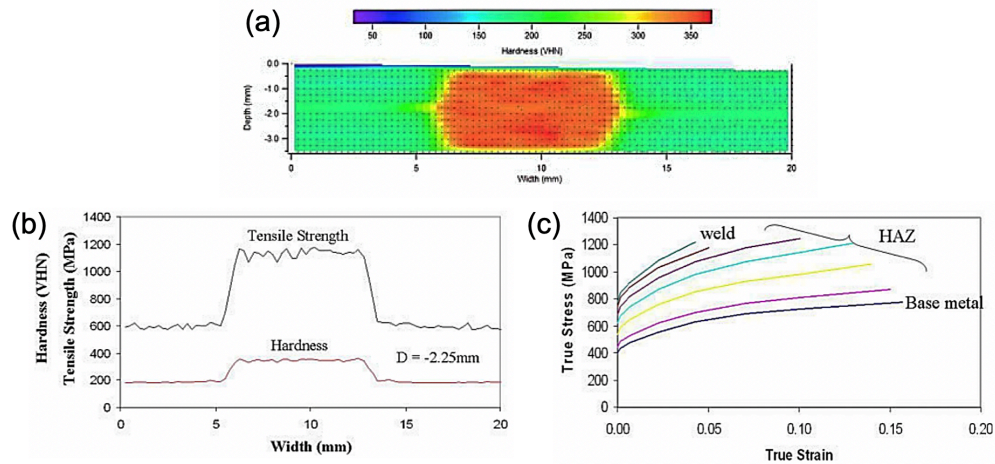 (a)
50 100 150 200 250 300 350
Hardness (VHN)
0.0
-1.0
-2.0
-3.0
Depth (mm)
0 5 10 15 20
Width (mm)
(b)
1400
1200
1000
800
600
400
200
0
Hardness (VHN)
Tensile Strength (MPa)
Tensile Strength
Hardness
D = -2.25mm
0 5 10 15 20
Width (mm)
(c)
1400
1200
1000
800
600
400
200
0
True Stress (MPa)
weld
HAZ
Base metal
0.00 0.05 0.10 0.15 0.20
True Strain